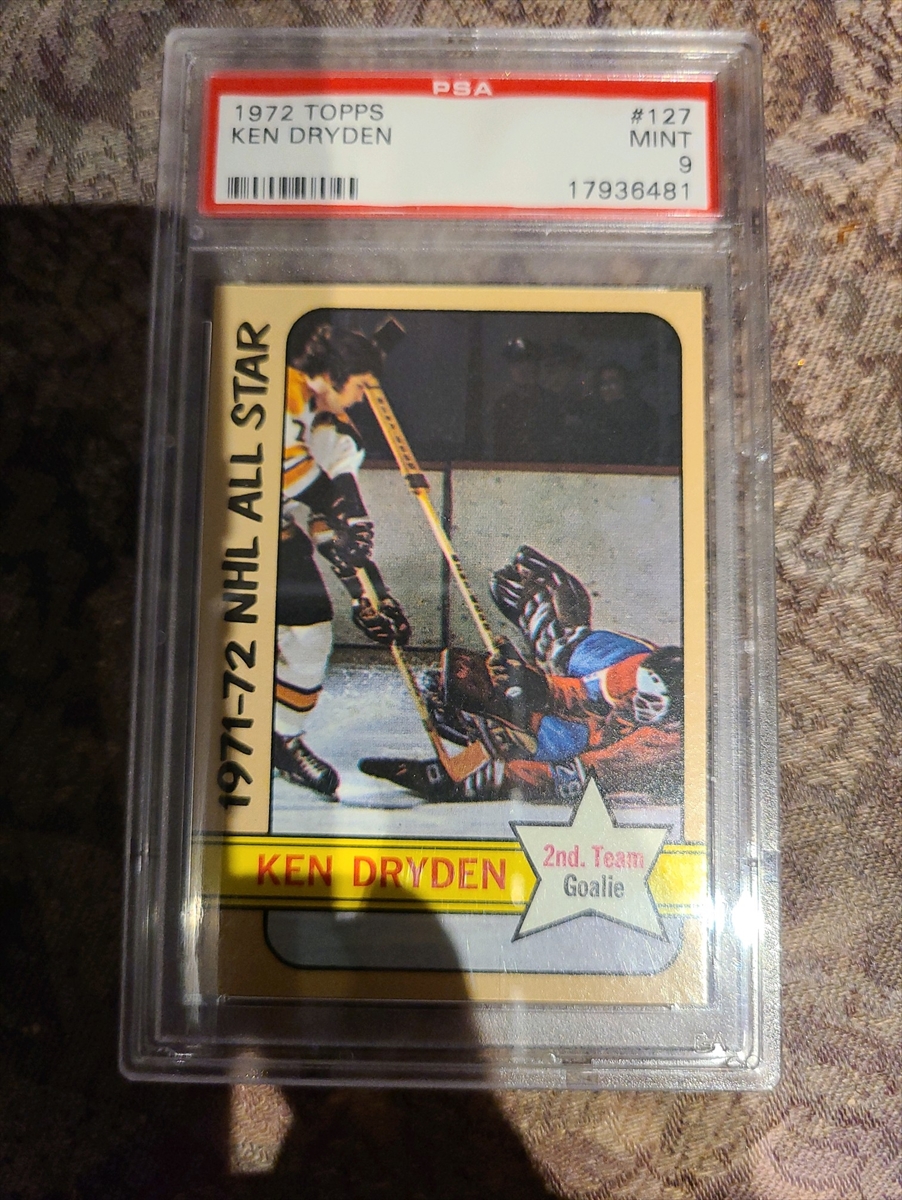 PSA
1972 TOPPS
KEN DRYDEN
#127
MINT
9
17936481
1971-72 NHL ALL STAR
KEN DRYDEN
2nd. Team
Goalie